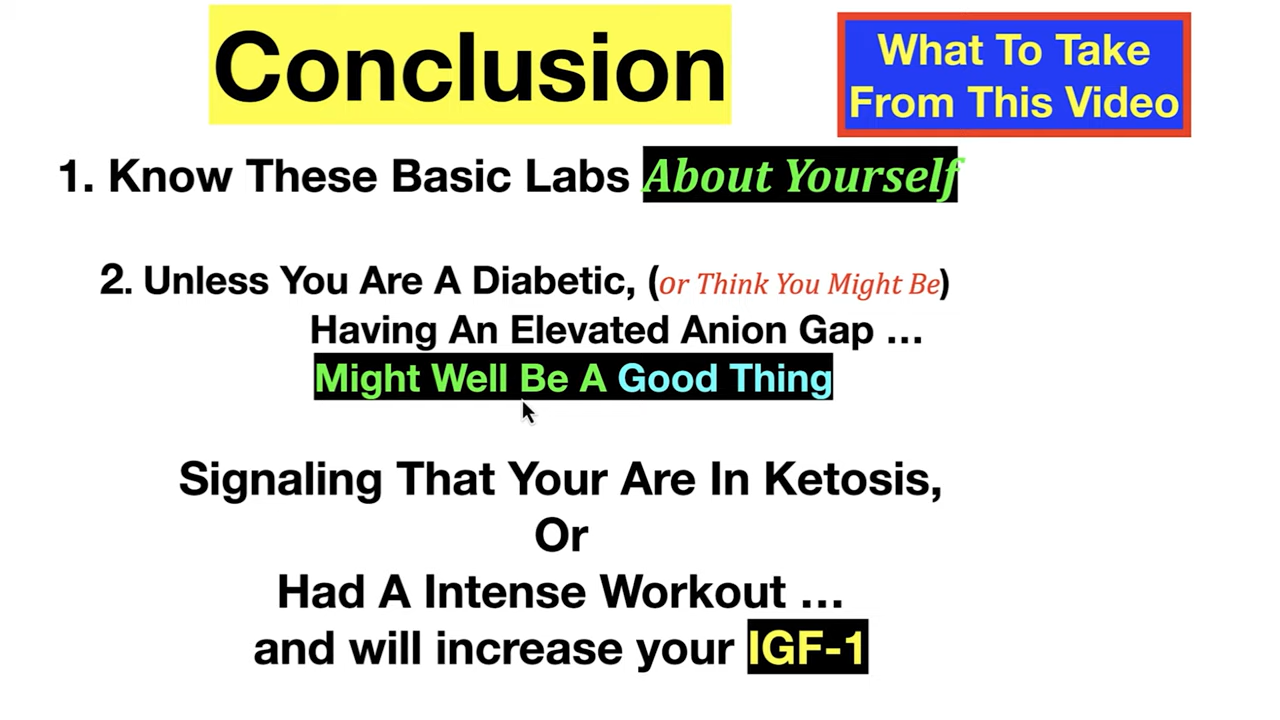 Conclusion
What To Take
From This Video
1. Know These Basic Labs About Yourself
2. Unless You Are A Diabetic, (or Think You Might Be)
Having An Elevated Anion Gap ...
Might Well Be A Good Thing
Signaling That Your Are In Ketosis,
Or
Had A Intense Workout ...
and will increase your IGF-1